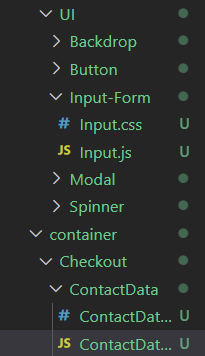 UI
Backdrop
Button
Input-Form
# Input.css U
JS Input.js U
Modal
Spinner
container
Checkout
ContactData
# ContactDat... U
JS ContactDat... U